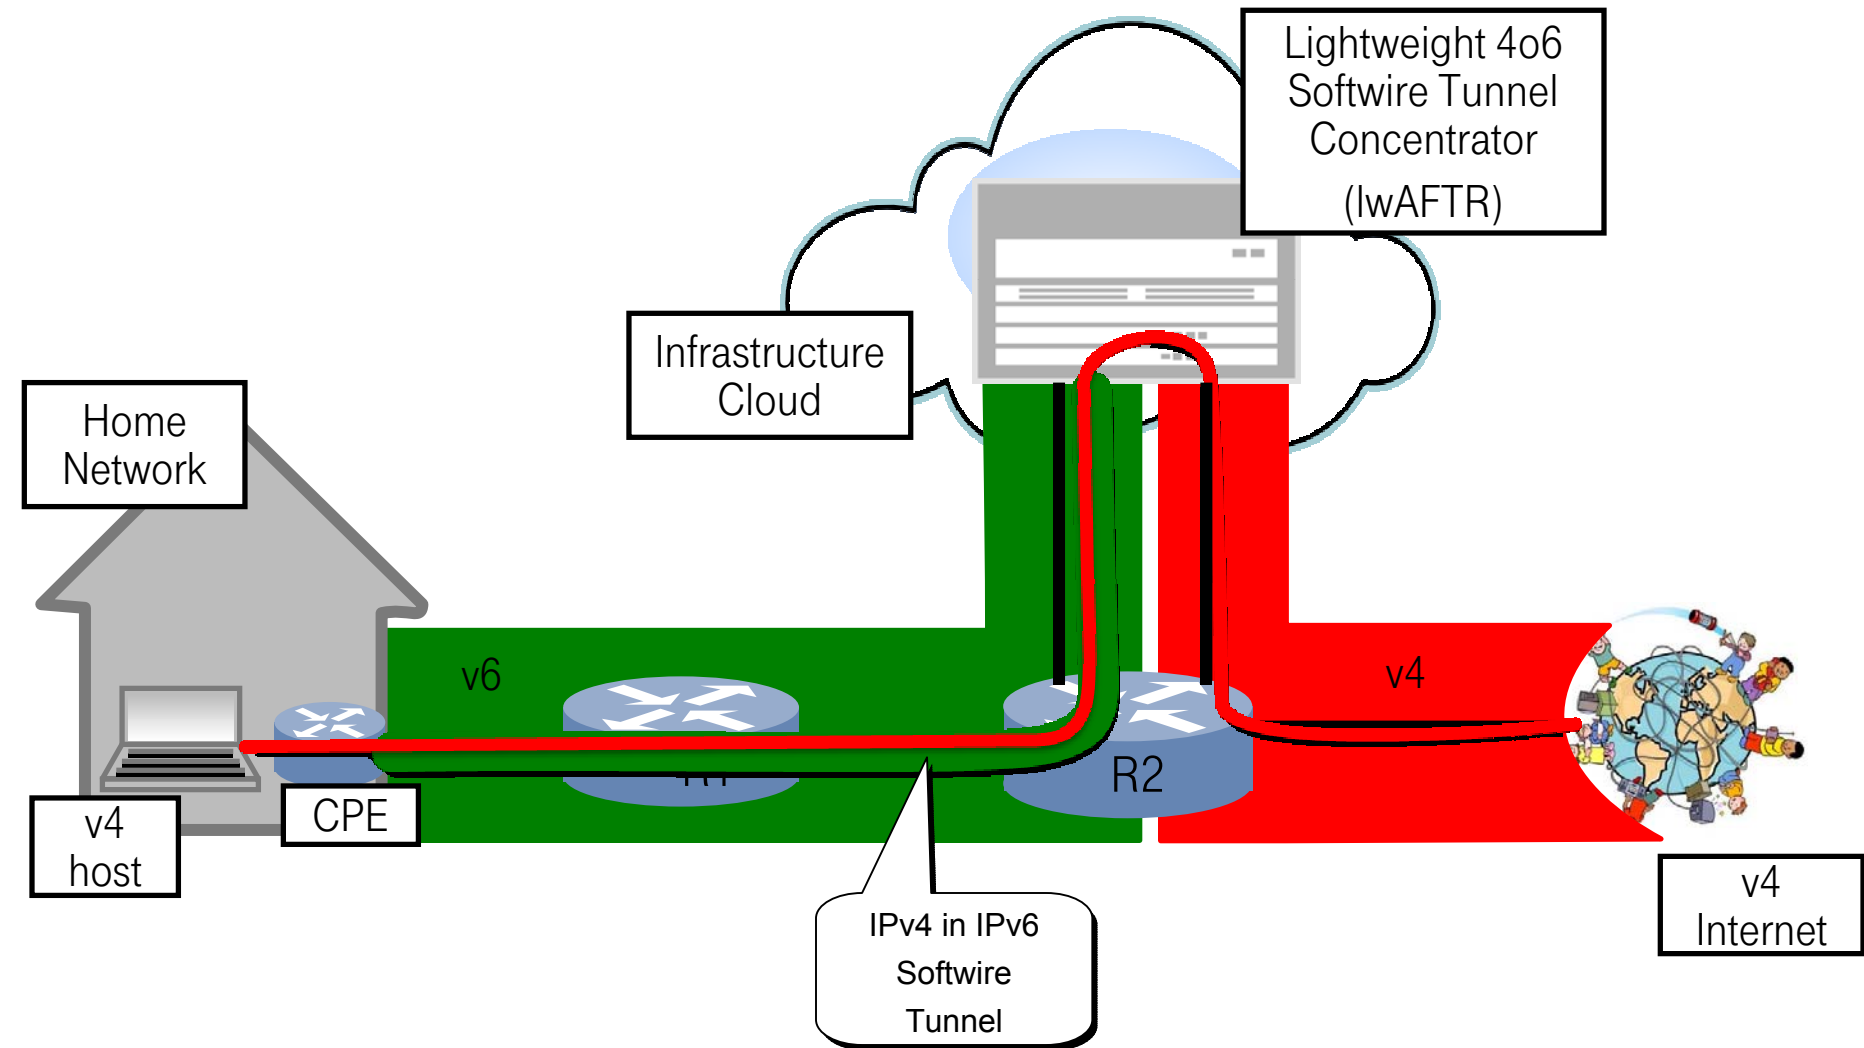 Lightweight 4o6
Softwire Tunnel
Concentrator
(lwAFTR)
Infrastructure
Cloud
Home
Network
v6
v4
R2
CPE
v4
host
v4
Internet
IPv4 in IPv6
Softwire
Tunnel